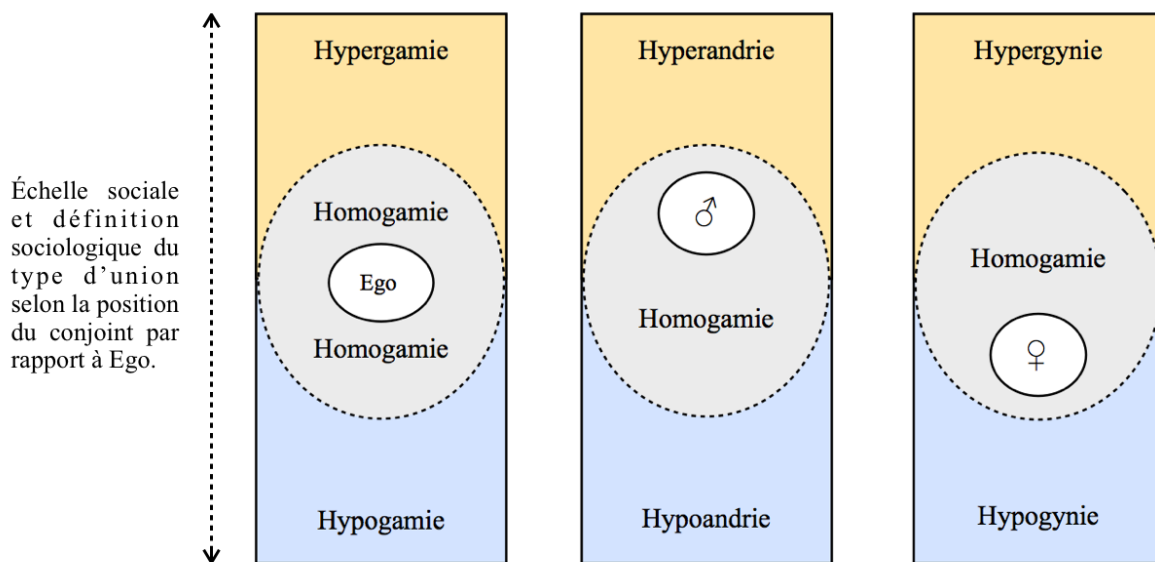 Échelle sociale
et définition
sociologique du
type d'union
selon la position
du conjoint par
rapport à Ego.
Hypergamie
Homogamie
Ego
Homogamie
Hypogamie
Hyperandrie
♂
Homogamie
Hypoandrie
Hypergynie
Homogamie
♀
Hypogynie